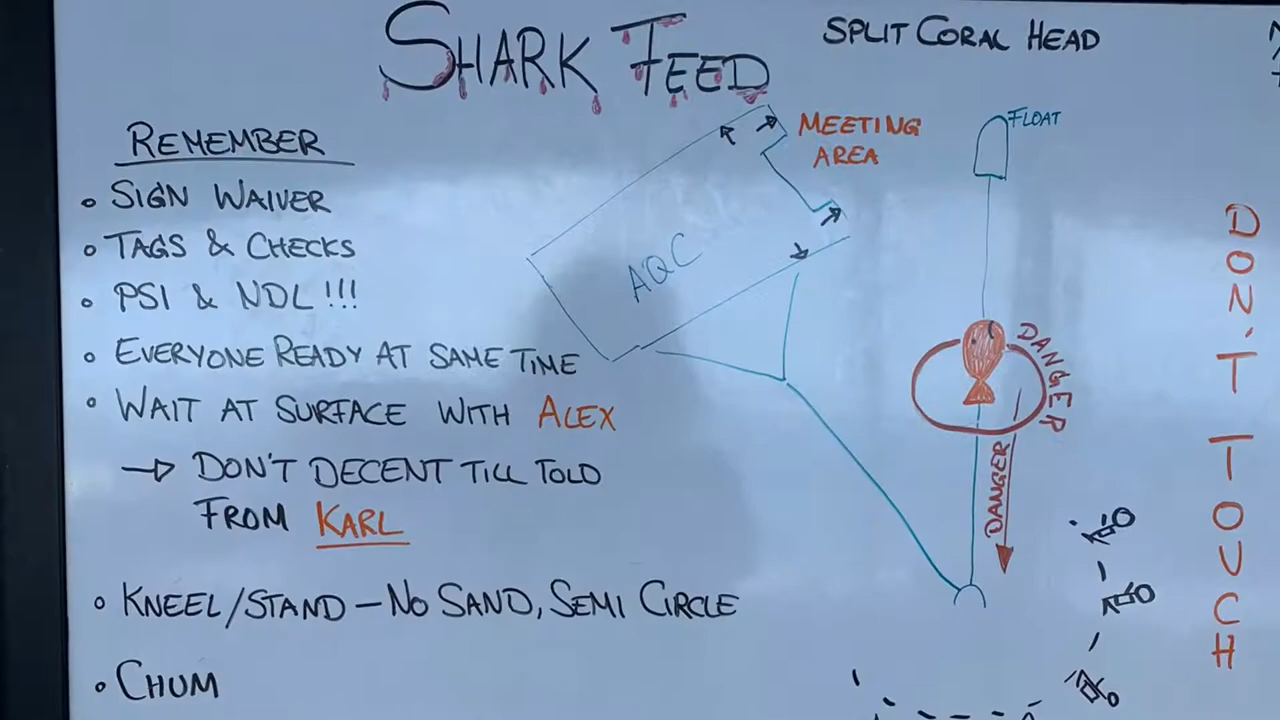 SHARK FEED
SPLIT CORAL HEAD
REMEMBER
• SIGN WAIVER
• TAGS & CHECKS
• PSI & NDL!!!
• EVERYONE READY AT SAME TIME
• WAIT AT SURFACE WITH ALEX
→ DON'T DECENT TILL TOLD
FROM KARL
• KNEEL/STAND – NO SAND, SEMI CIRCLE
• CHUM
MEETING
AREA
AQC
FLOAT
DANGER
DANGER
DON'T TOUCH